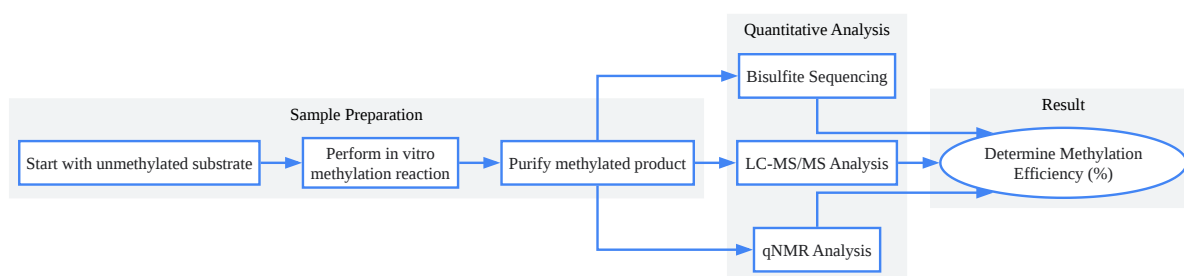 Sample Preparation
Start with unmethylated substrate
Perform in vitro
methylation reaction
Purify methylated product
Quantitative Analysis
Bisulfite Sequencing
LC-MS/MS Analysis
qNMR Analysis
Result
Determine Methylation
Efficiency (%)